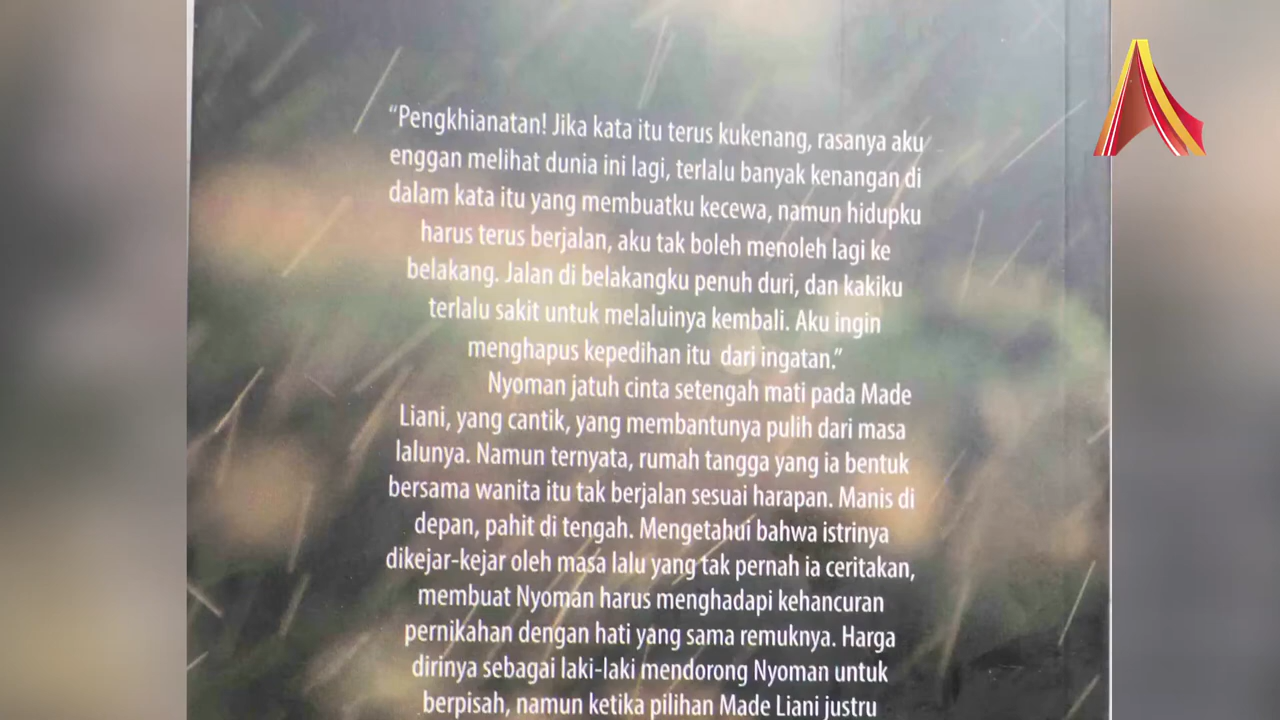 “Pengkhianatan! Jika kata itu terus kukenang, rasanya aku
enggan melihat dunia ini lagi, terlalu banyak kenangan di
dalam kata itu yang membuatku kecewa, namun hidupku
harus terus berjalan, aku tak boleh menoleh lagi ke
belakang. Jalan di belakangku penuh duri, dan kakiku
terlalu sakit untuk melaluinya kembali. Aku ingin
menghapus kepedihan itu dari ingatan.”
Nyoman jatuh cinta setengah mati pada Made
Liani, yang cantik, yang membantunya pulih dari masa
lalunya. Namun ternyata, rumah tangga yang ia bentuk
bersama wanita itu tak berjalan sesuai harapan. Manis di
depan, pahit di tengah. Mengetahui bahwa istrinya
dikejar-kejar oleh masa lalu yang tak pernah ia ceritakan,
membuat Nyoman harus menghadapi kehancuran
pernikahan dengan hati yang sama remuknya. Harga
dirinya sebagai laki-laki mendorong Nyoman untuk
berpisah, namun ketika pilihan Made Liani justru